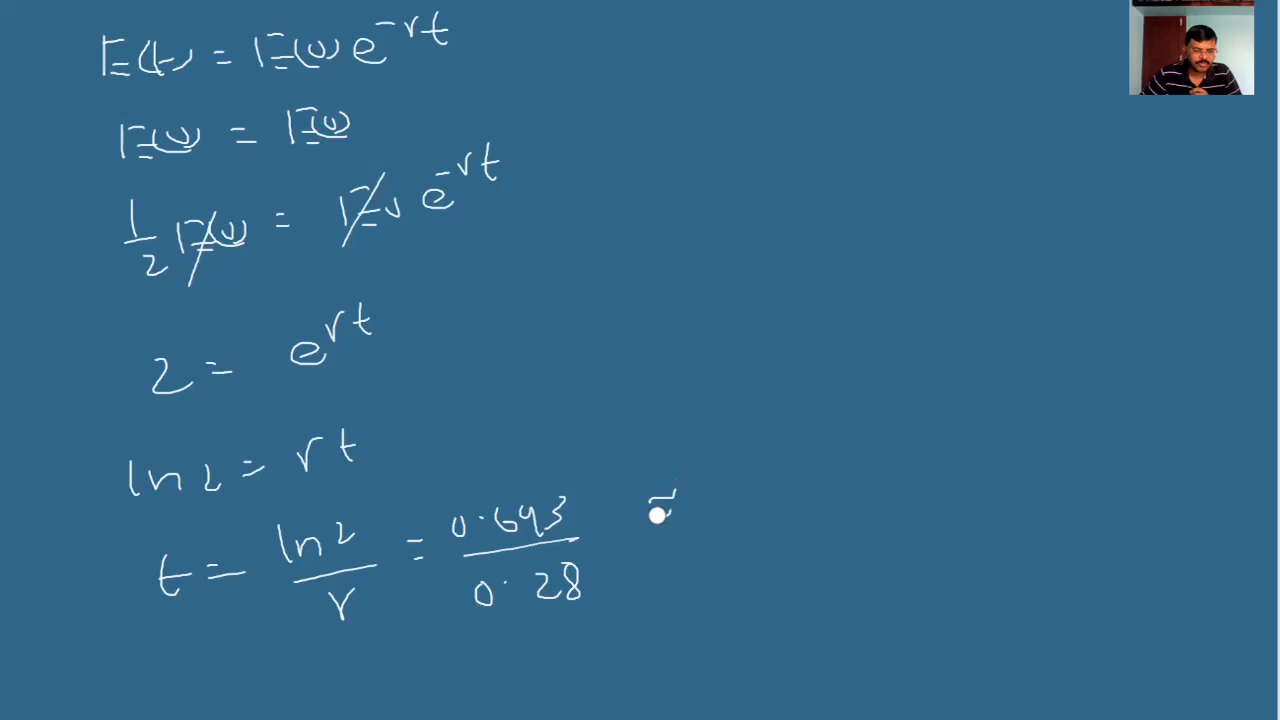 E(t) = E(0) e^{-rt}
E(0) = E(0)
1/2 E(0) = E0 e^{-rt}
2 = e^{rt}
ln 2 = rt
t = ln 2 / r = 0.693 / 0.28